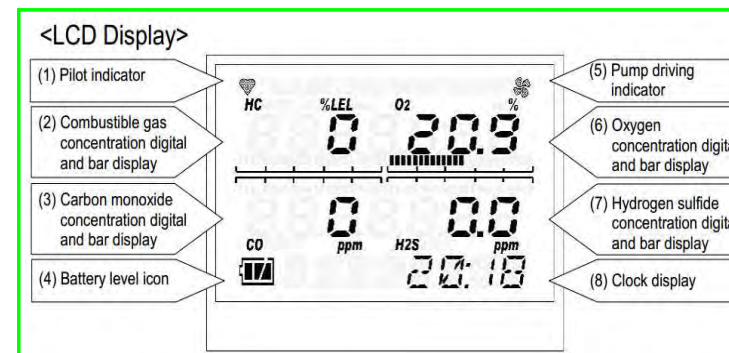 <LCD Display>
(1) Pilot indicator
(2) Combustible gas
concentration digital
and bar display
(3) Carbon monoxide
concentration digital
and bar display
(4) Battery level icon
HC %LEL O2 %
0 20.9
0 0.0
CO ppm H2S ppm
20:18
(5) Pump driving
indicator
(6) Oxygen
concentration digita
and bar display
(7) Hydrogen sulfide
concentration digita
and bar display
(8) Clock display